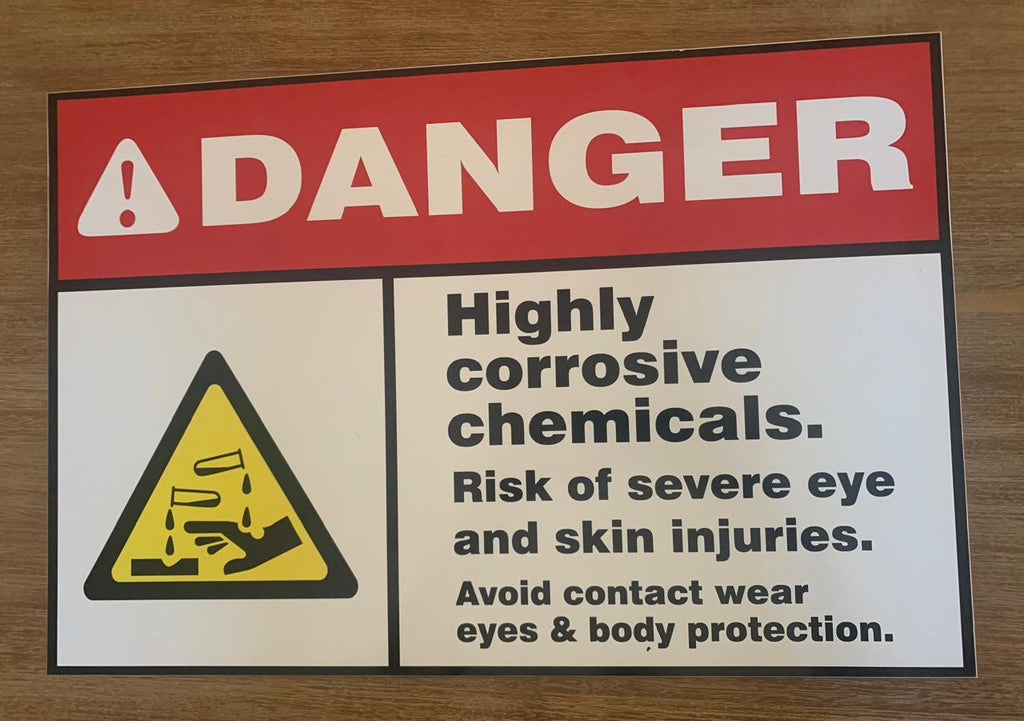 DANGER
Highly
corrosive
chemicals.
Risk of severe eye
and skin injuries.
Avoid contact wear
eyes & body protection.